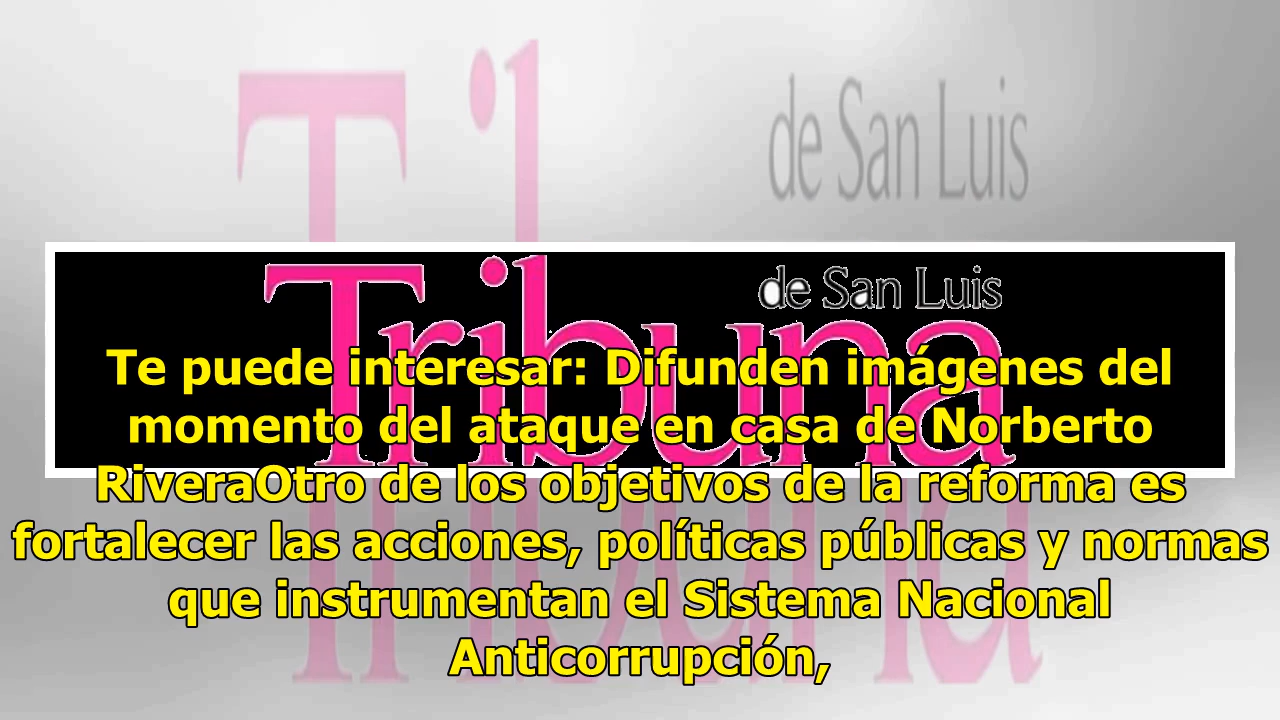 de San Luis
Tribuna
de San Luis
Tribuna
Te puede interesar: Difunden imágenes del
momento del ataque en casa de Norberto
RiveraOtro de los objetivos de la reforma es
fortalecer las acciones, políticas públicas y normas
que instrumentan el Sistema Nacional
Anticorrupción,